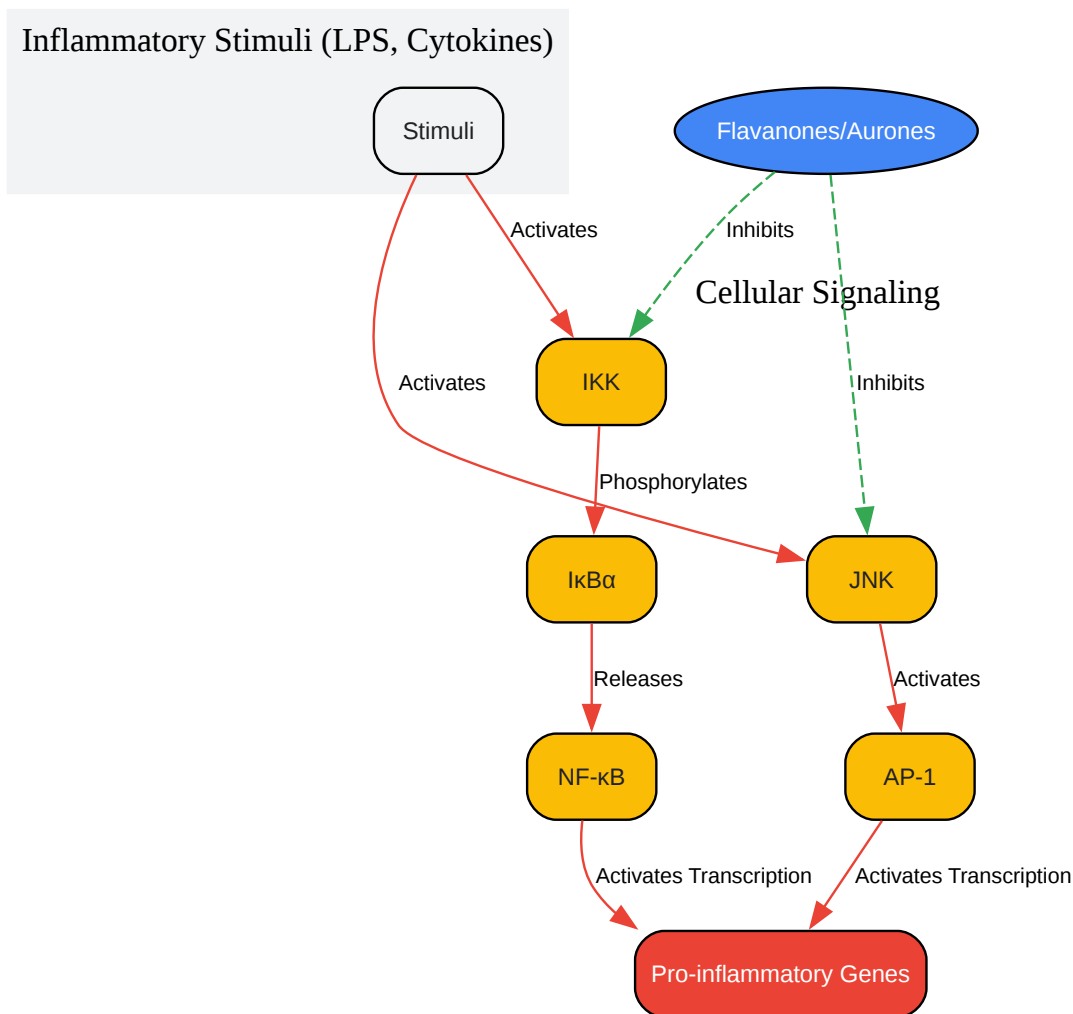 Inflammatory Stimuli (LPS, Cytokines)
Stimuli
Flavanones/Aurones
Activates
Inhibits
Cellular Signaling
IKK
Activates
Inhibits
Phosphorylates
IκBα
JNK
Releases
Activates
NF-κB
AP-1
Activates Transcription
Activates Transcription
Pro-inflammatory Genes